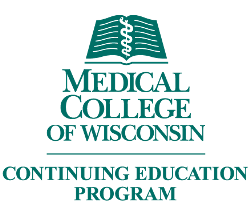 MEDICAL
COLLEGE
OF WISCONSIN
CONTINUING EDUCATION
PROGRAM